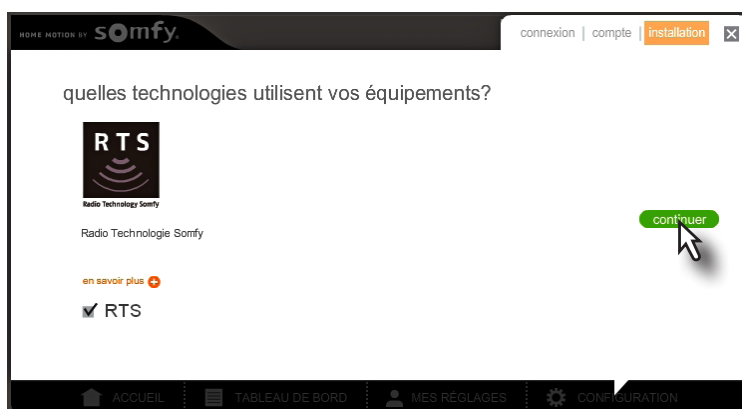 HOME MOTION BY somfy.
connexion | compte | installation
quelles technologies utilisent vos équipements?
RTS
Radio Technology Somfy
Radio Technologie Somfy
continuer
en savoir plus
RTS
ACCUEIL TABLEAU DE BORD MES RÉGLAGES CONFIGURATION